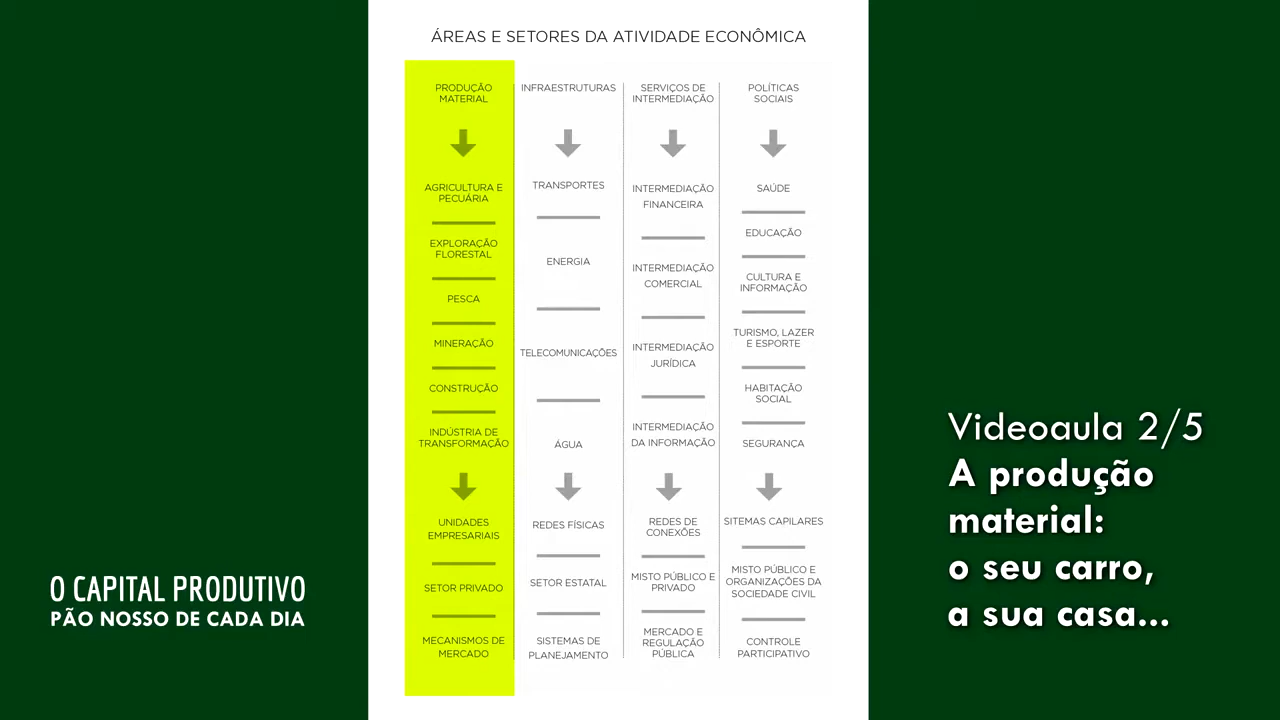 ÁREAS E SETORES DA ATIVIDADE ECONÔMICA
PRODUÇÃO
MATERIAL
AGRICULTURA E
PECUÁRIA
EXPLORAÇÃO
FLORESTAL
PESCA
MINERAÇÃO
CONSTRUÇÃO
INDÚSTRIA DE
TRANSFORMAÇÃO
UNIDADES
EMPRESARIAIS
SETOR PRIVADO
MECANISMOS DE
MERCADO
INFRAESTRUTURAS
TRANSPORTES
ENERGIA
TELECOMUNICAÇÕES
ÁGUA
REDES FÍSICAS
SETOR ESTATAL
SISTEMAS DE
PLANEJAMENTO
SERVIÇOS DE
INTERMEDIAÇÃO
INTERMEDIAÇÃO
FINANCEIRA
INTERMEDIAÇÃO
COMERCIAL
INTERMEDIAÇÃO
JURÍDICA
INTERMEDIAÇÃO
DA INFORMAÇÃO
REDES DE
CONEXÕES
MISTO PÚBLICO E
PRIVADO
MERCADO E
REGULAÇÃO
PÚBLICA
POLÍTICAS
SOCIAIS
SAÚDE
EDUCAÇÃO
CULTURA E
INFORMAÇÃO
TURISMO, LAZER
E ESPORTE
HABITAÇÃO
SOCIAL
SEGURANÇA
SITEMAS CAPILARES
MISTO PÚBLICO E
ORGANIZAÇÕES DA
SOCIEDADE CIVIL
CONTROLE
PARTICIPATIVO
O CAPITAL PRODUTIVO
PÃO NOSSO DE CADA DIA
Videoaula 2/5
A produção
material:
o seu carro,
a sua casa...